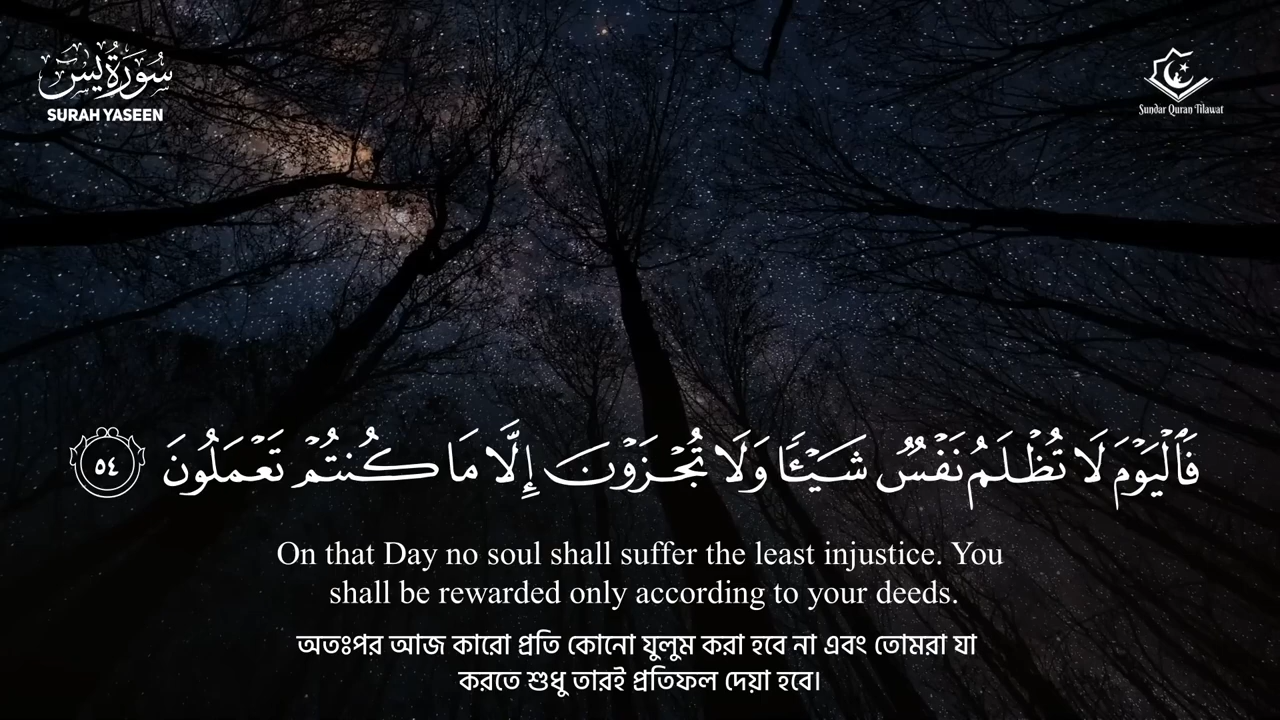 سُورَةُ يس
SURAH YASEEN
Sundar Quran Tilawat
فَٱلْيَوْمَ لَا تُظْلَمُ نَفْسٌ شَيْـًٔا وَلَا تُجْزَوْنَ إِلَّا مَا كُنتُمْ تَعْمَلُونَ ٥٤
On that Day no soul shall suffer the least injustice. You
shall be rewarded only according to your deeds.
অতঃপর আজ কারো প্রতি কোনো যুলুম করা হবে না এবং তোমরা যা
করতে শুধু তারই প্রতিফল দেয়া হবে।